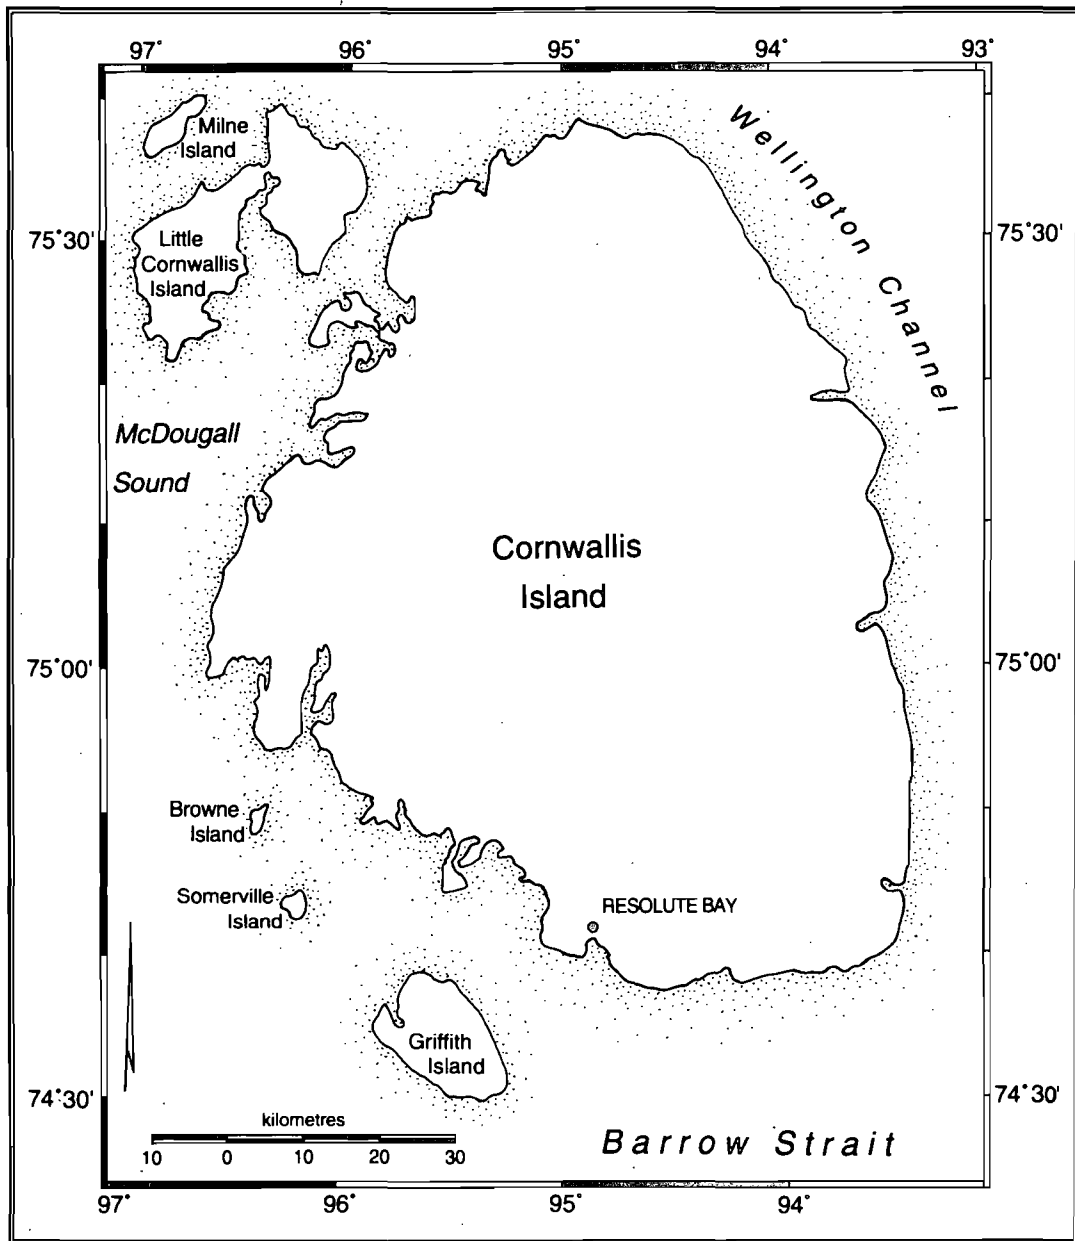 97° 96° 95° 94° 93°
Milne
Island
Wellington Channel
75°30' 75°30'
Little
Cornwallis
Island
McDougall
Sound
Cornwallis
Island
75°00' 75°00'
Browne
Island
Somerville
Island
RESOLUTE BAY
Griffith
Island
74°30' 74°30'
kilometres
10 0 10 20 30
Barrow Strait
97° 96° 95° 94°